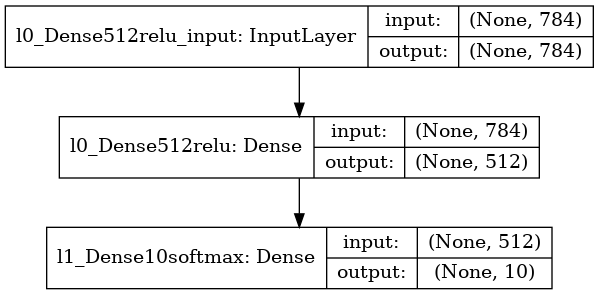 l0_Dense512relu_input: InputLayer
input: (None, 784)
output: (None, 784)
l0_Dense512relu: Dense
input: (None, 784)
output: (None, 512)
l1_Dense10softmax: Dense
input: (None, 512)
output: (None, 10)